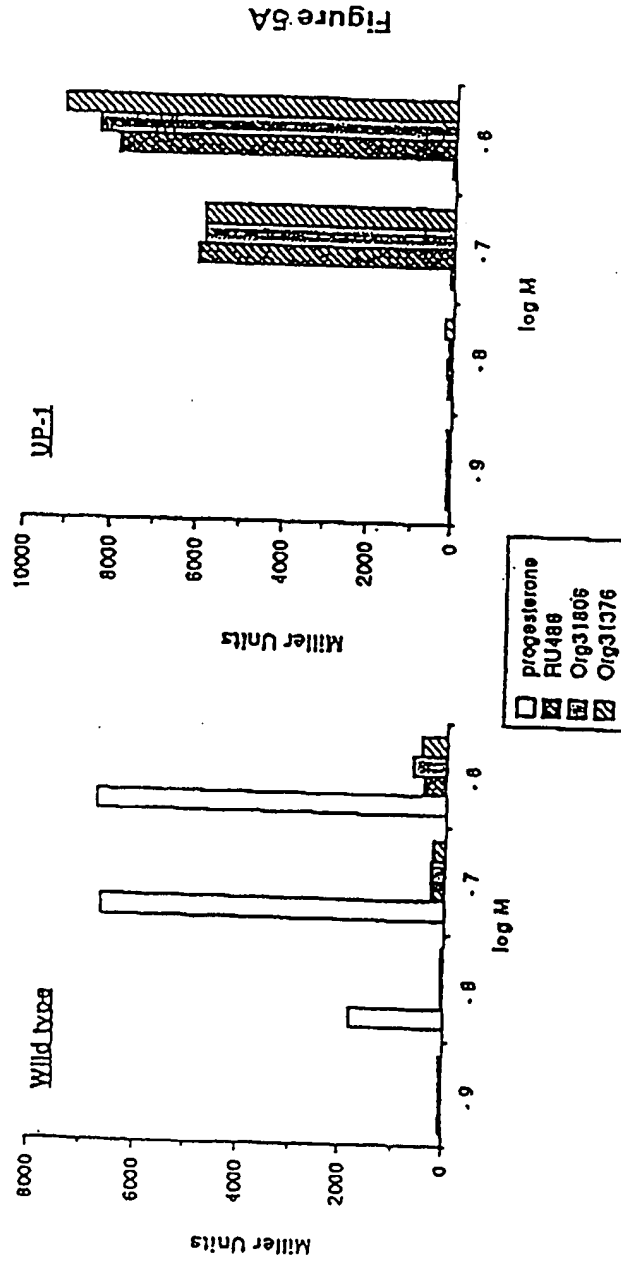 Figure 5A
Wild type
8000
6000
4000
2000
0
Miller Units
-9
-8
-7
-6
log M
UP-1
10000
8000
6000
4000
2000
0
Miller Units
-9
-8
-7
-6
log M
progesterone
RU486
Org31806
Org31376